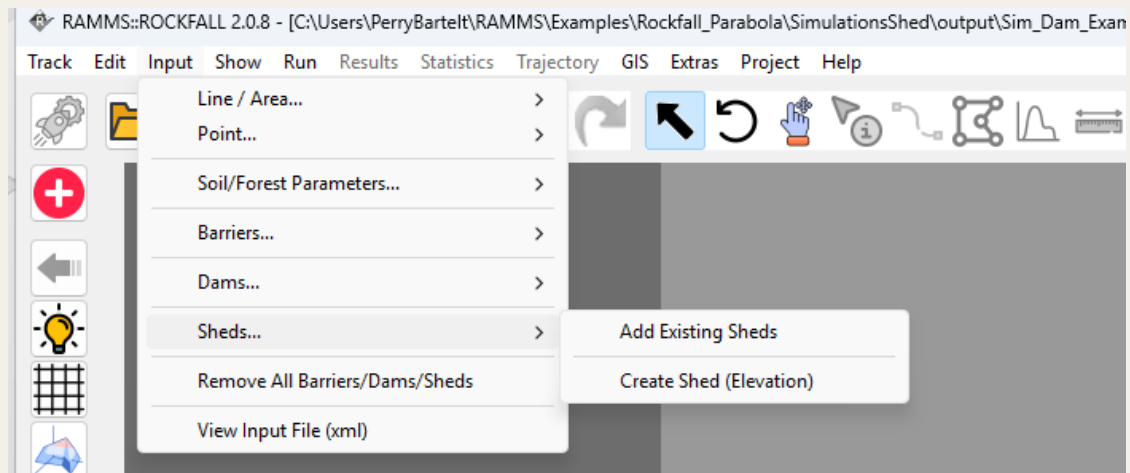 RAMMS::ROCKFALL 2.0.8 - [C:\Users\PerryBartelt\RAMMS\Examples\Rockfall_Parabola\SimulationsShed\output\Sim_Dam_Exam
Track Edit Input Show Run Results Statistics Trajectory GIS Extras Project Help
Line / Area...
Point...
Soil/Forest Parameters...
Barriers...
Dams...
Sheds...
Add Existing Sheds
Remove All Barriers/Dams/Sheds
Create Shed (Elevation)
View Input File (xml)